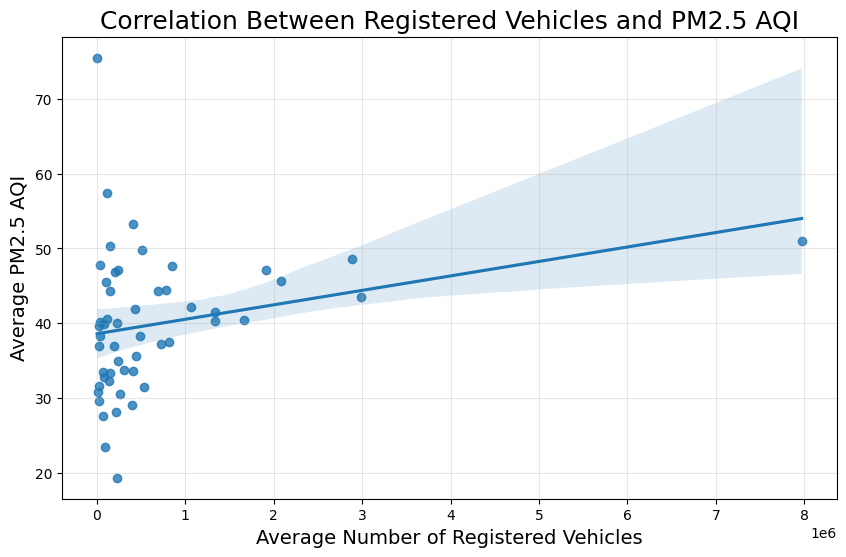 Correlation Between Registered Vehicles and PM2.5 AQI
Average PM2.5 AQI
70
60
50
40
30
20
0 1 2 3 4 5 6 7 8
1e6
Average Number of Registered Vehicles